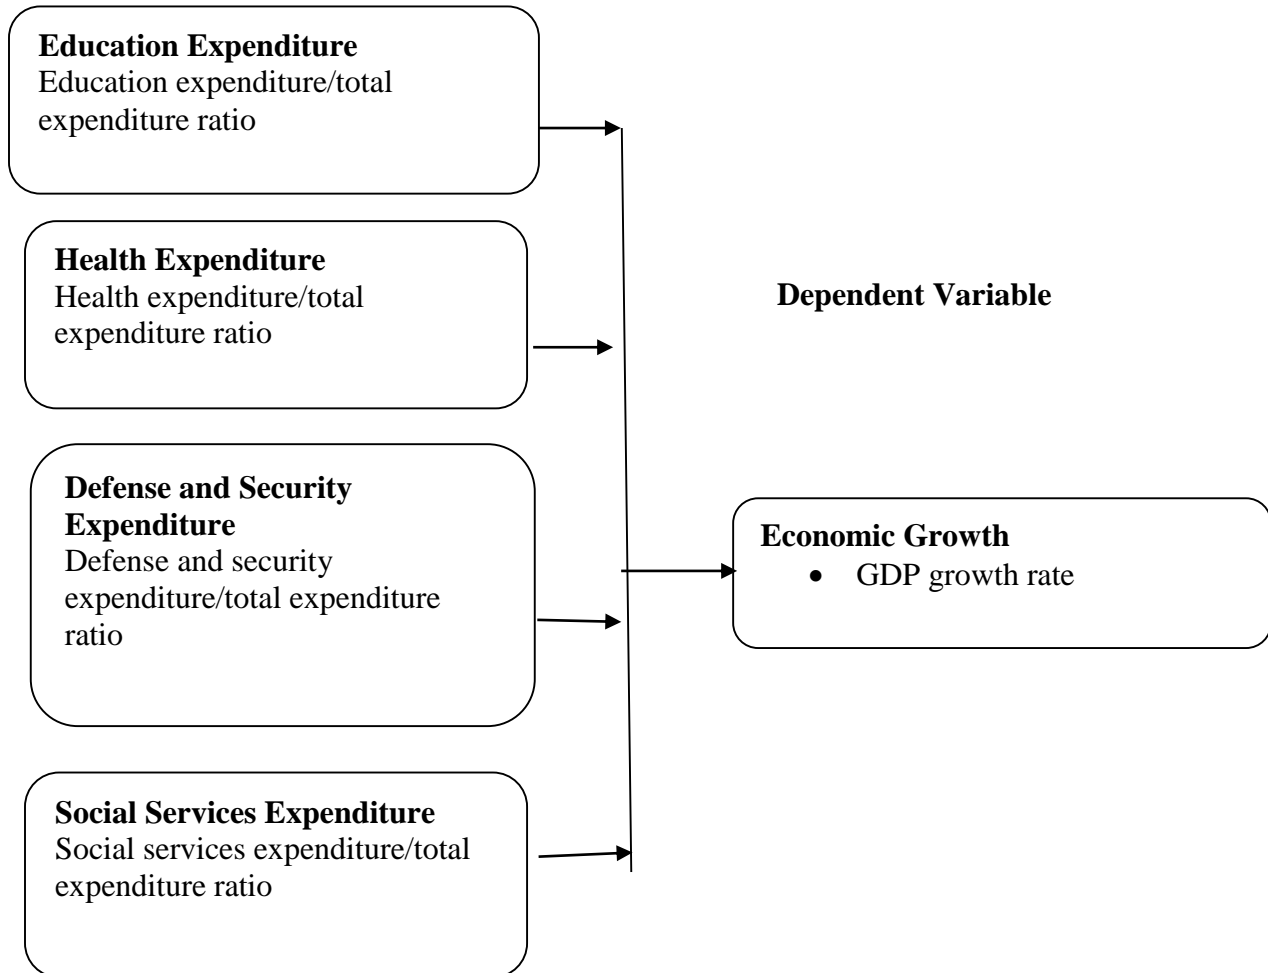 Education Expenditure
Education expenditure/total
expenditure ratio
Health Expenditure
Health expenditure/total
expenditure ratio
Defense and Security
Expenditure
Defense and security
expenditure/total expenditure
ratio
Social Services Expenditure
Social services expenditure/total
expenditure ratio
Dependent Variable
Economic Growth
• GDP growth rate